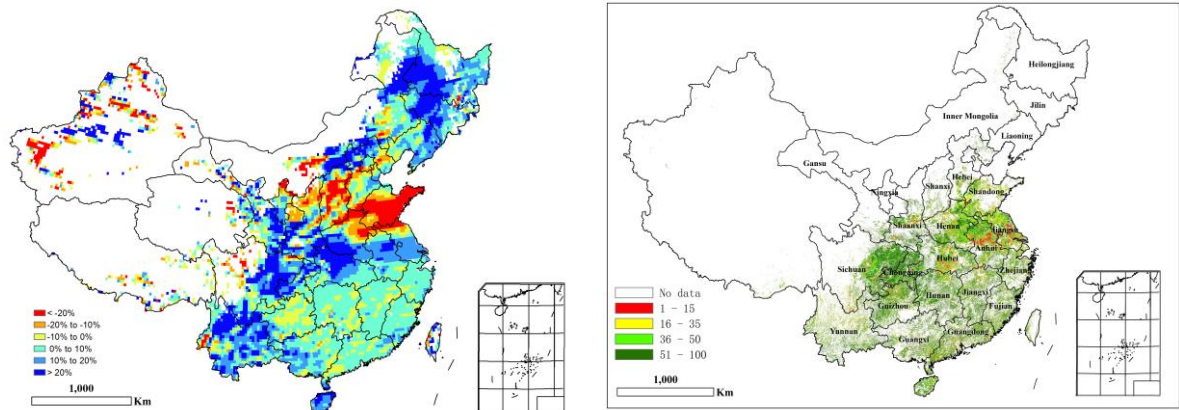 < -20%
-20% to -10%
-10% to 0%
0% to 10%
10% to 20%
> 20%
1,000
Km
Heilongjiang
Jilin
Inner Mongolia
Liaoning
Gansu
Hebei
Ningxia
Shanxi
Shandong
Shaanxi
Henan
Jiangsu
Anhui
Sichuan
Chongqing
Hubei
Zhejiang
Guizhou
Hunan
Jiangxi
Fujian
Yunnan
Guangxi
Guangdong
No data
1 - 15
16 - 35
36 - 50
51 - 100
1,000
Km